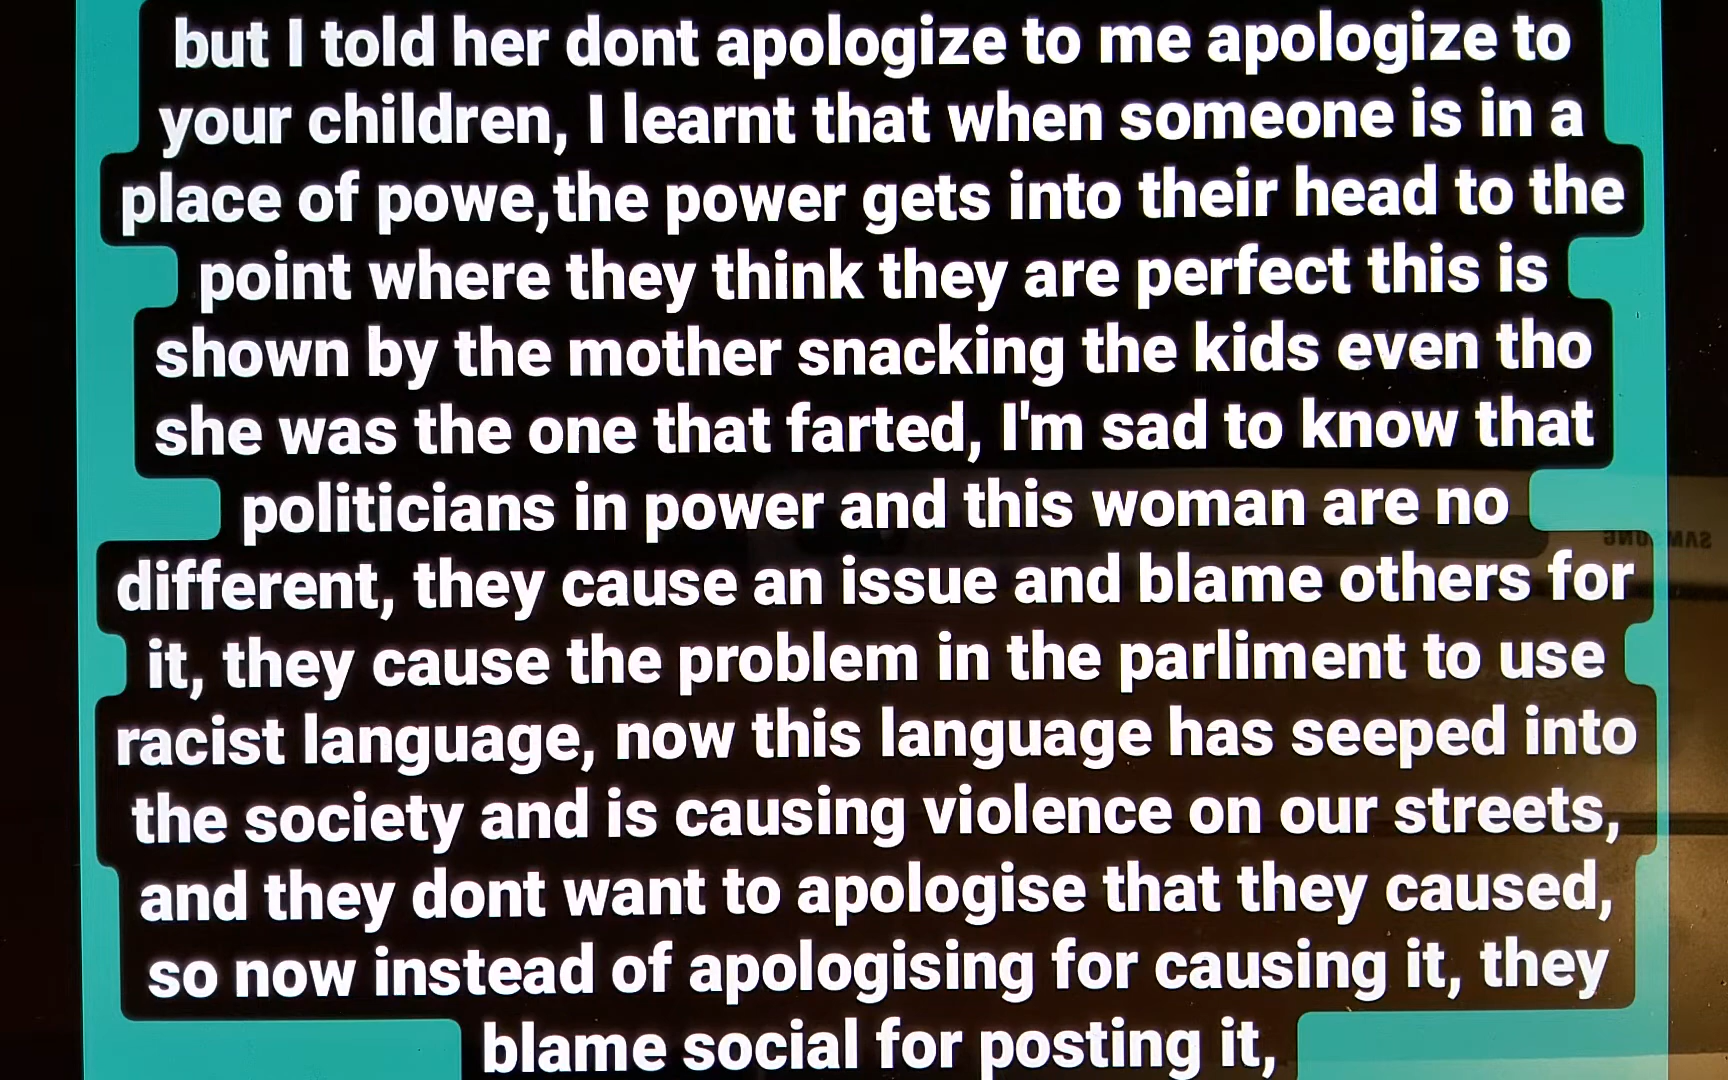 but I told her dont apologize to me apologize to
your children, I learnt that when someone is in a
place of powe,the power gets into their head to the
point where they think they are perfect this is
shown by the mother snacking the kids even tho
she was the one that farted, I'm sad to know that
politicians in power and this woman are no
different, they cause an issue and blame others for
it, they cause the problem in the parliment to use
racist language, now this language has seeped into
the society and is causing violence on our streets,
and they dont want to apologise that they caused,
so now instead of apologising for causing it, they
blame social for posting it,
SAMSUNG